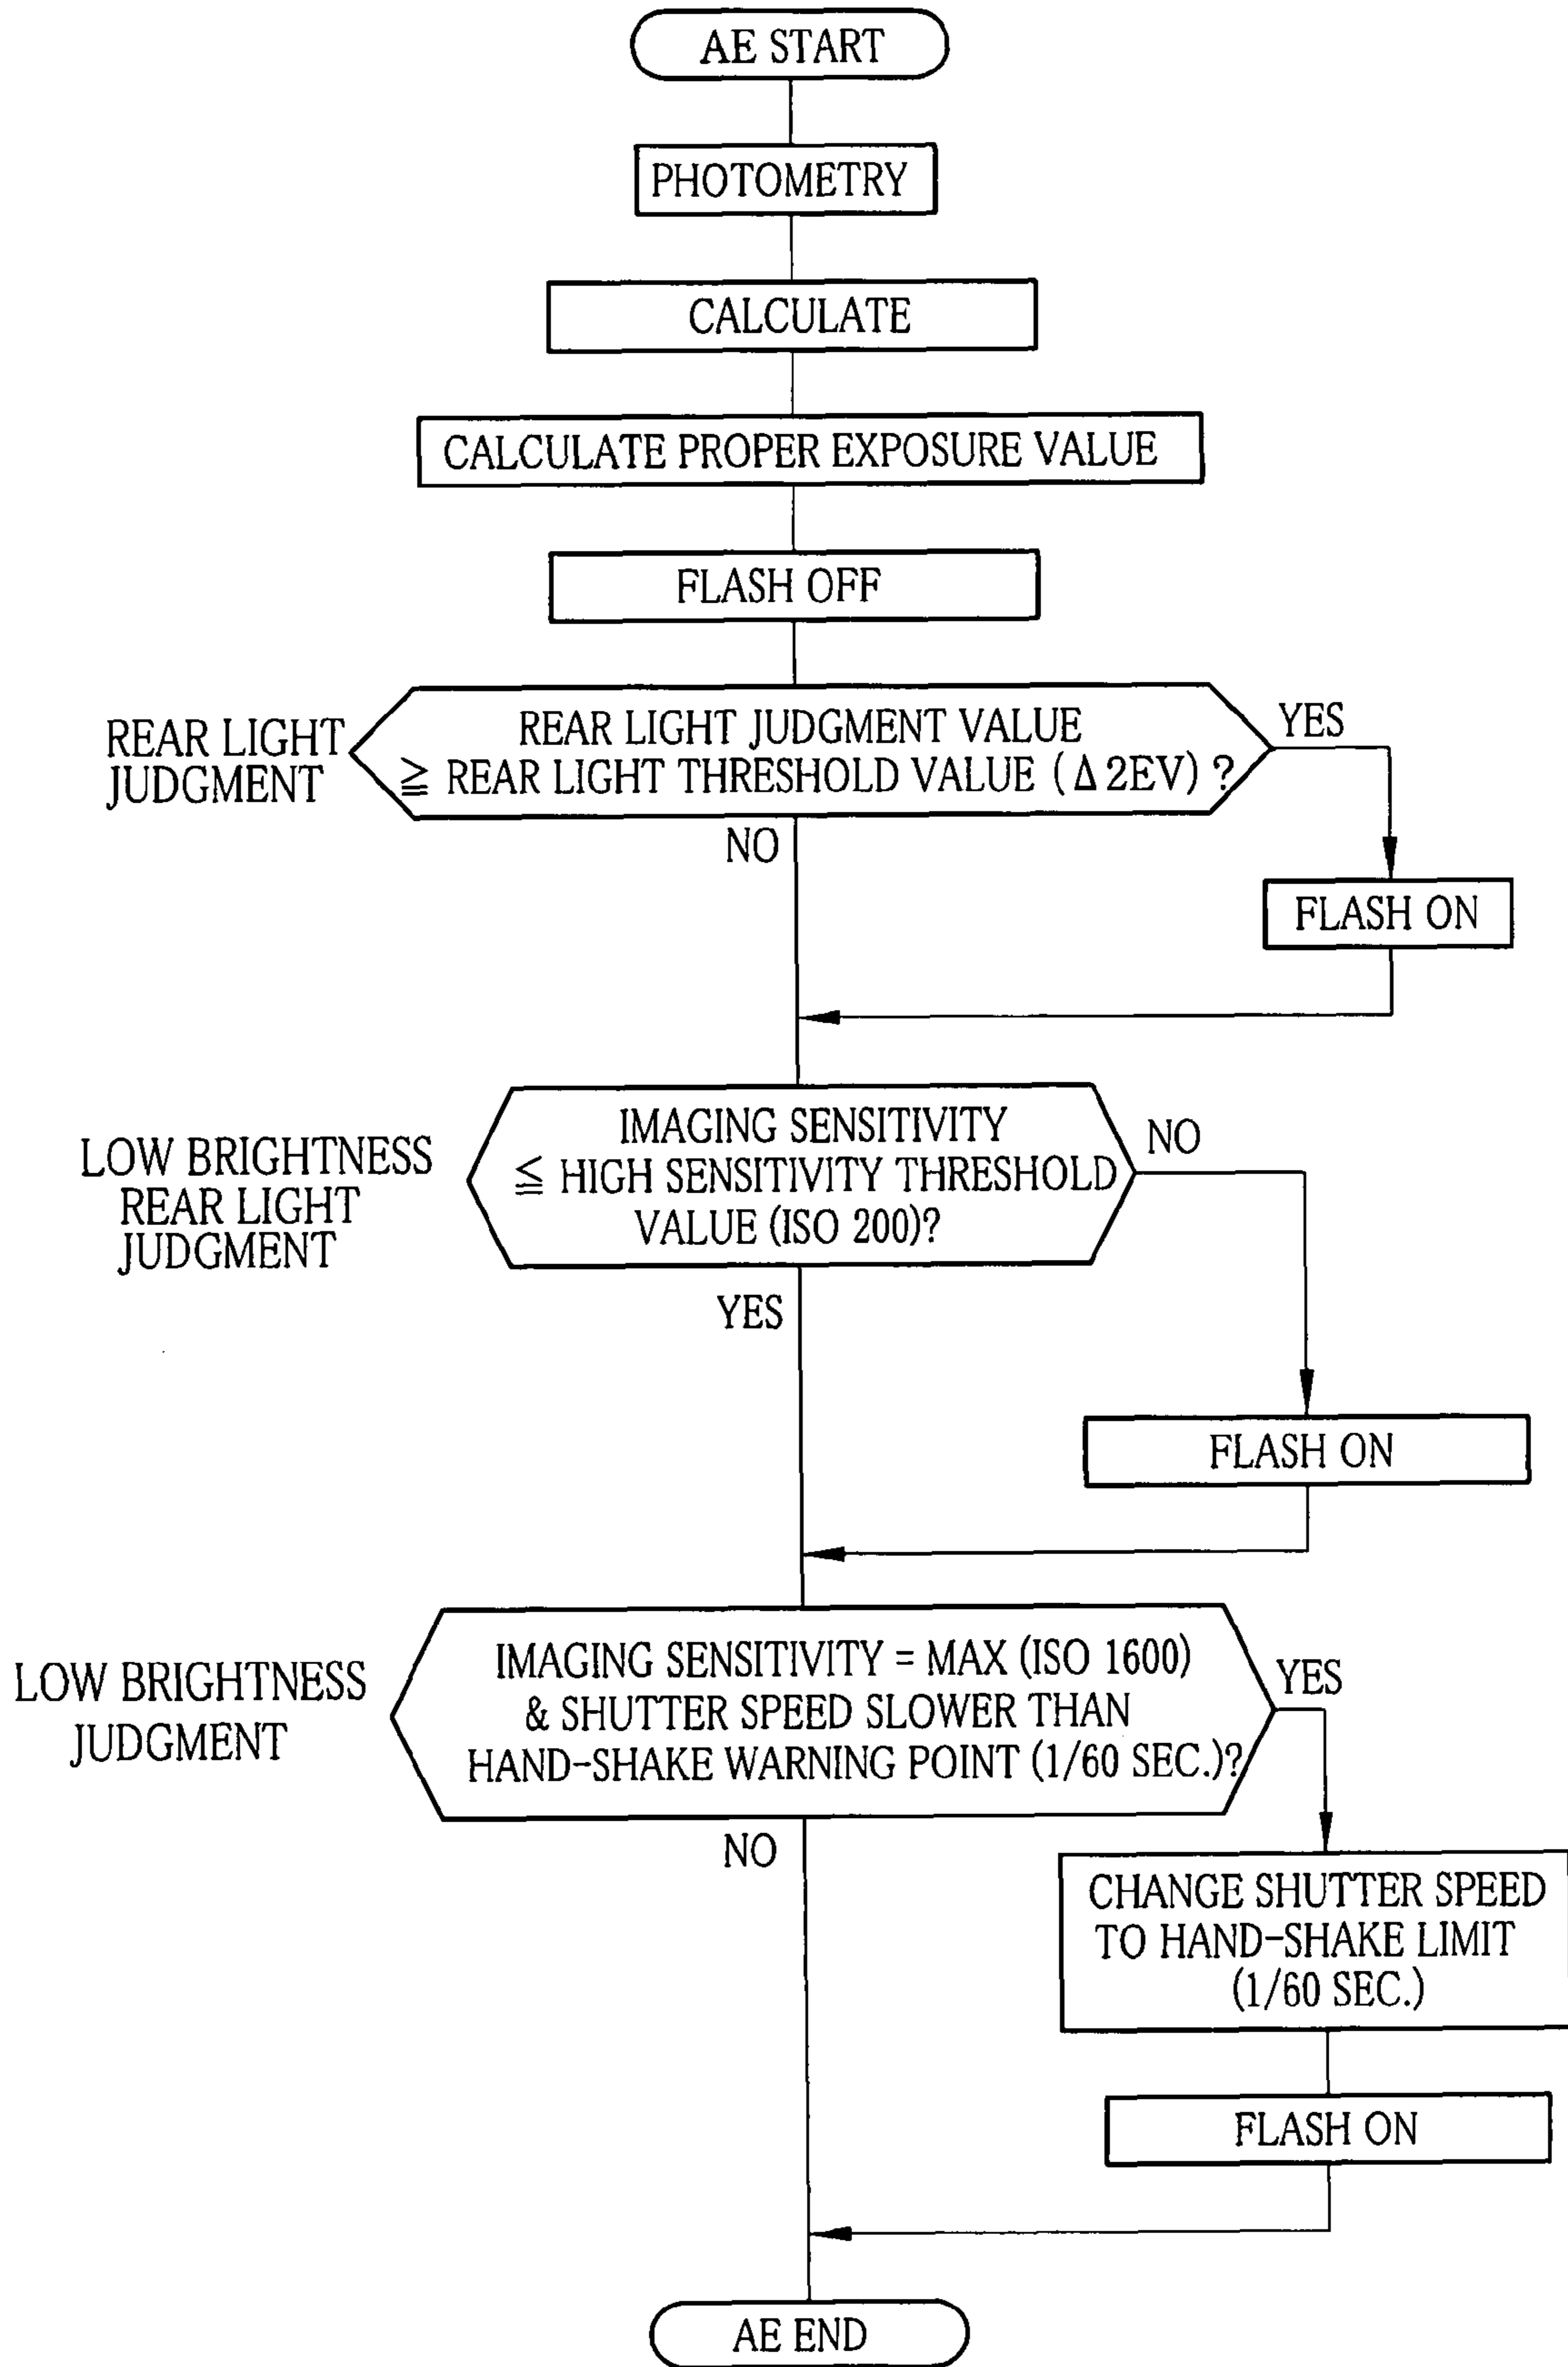 AE START
PHOTOMETRY
CALCULATE
CALCULATE PROPER EXPOSURE VALUE
FLASH OFF
REAR LIGHT
JUDGMENT
REAR LIGHT JUDGMENT VALUE
≧ REAR LIGHT THRESHOLD VALUE (Δ2EV) ?
YES
NO
FLASH ON
LOW BRIGHTNESS
REAR LIGHT
JUDGMENT
IMAGING SENSITIVITY
≦ HIGH SENSITIVITY THRESHOLD
VALUE (ISO 200)?
NO
YES
FLASH ON
LOW BRIGHTNESS
JUDGMENT
IMAGING SENSITIVITY = MAX (ISO 1600)
& SHUTTER SPEED SLOWER THAN
HAND-SHAKE WARNING POINT (1/60 SEC.)?
YES
NO
CHANGE SHUTTER SPEED
TO HAND-SHAKE LIMIT
(1/60 SEC.)
FLASH ON
AE END